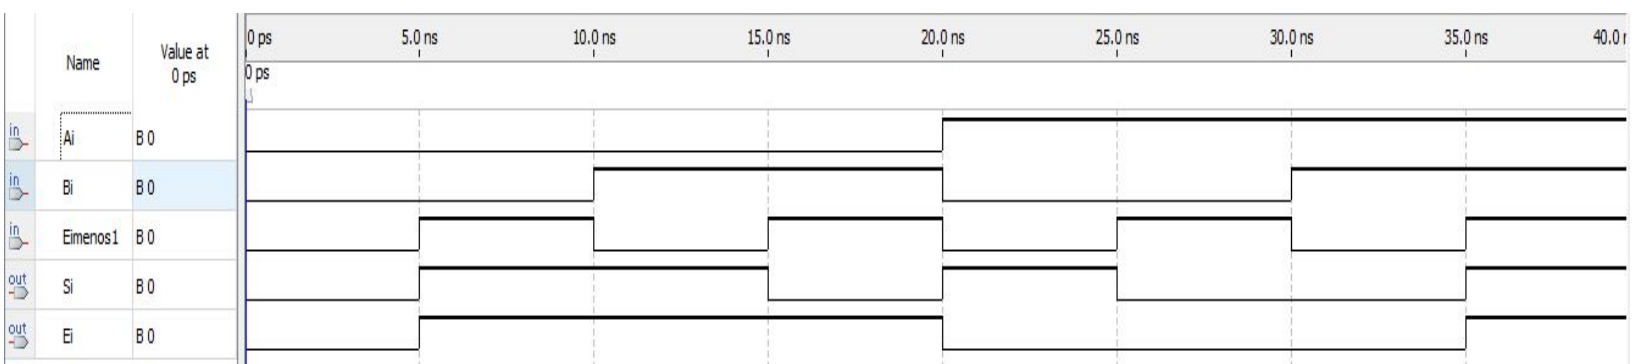 Name
Value at
0 ps
0 ps
5.0 ns
10.0 ns
15.0 ns
20.0 ns
25.0 ns
30.0 ns
35.0 ns
40.0 r
0 ps
in
Ai
B 0
in
Bi
B 0
in
Eimenos1
B 0
out
Si
B 0
out
Ei
B 0